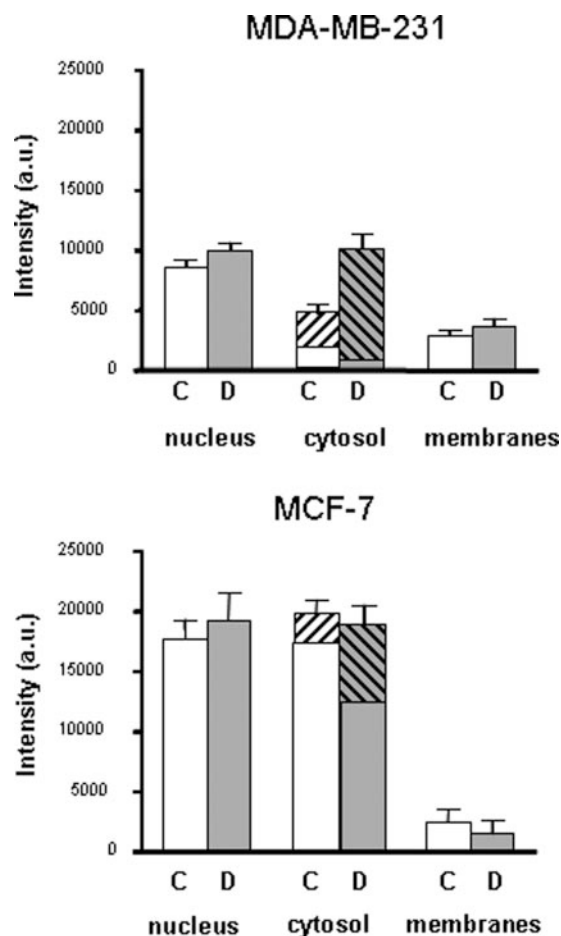 MDA-MB-231
25000
20000
15000
10000
5000
0
Intensity (a.u.)
C D C D C D
nucleus cytosol membranes
MCF-7
25000
20000
15000
10000
5000
0
Intensity (a.u.)
C D C D C D
nucleus cytosol membranes